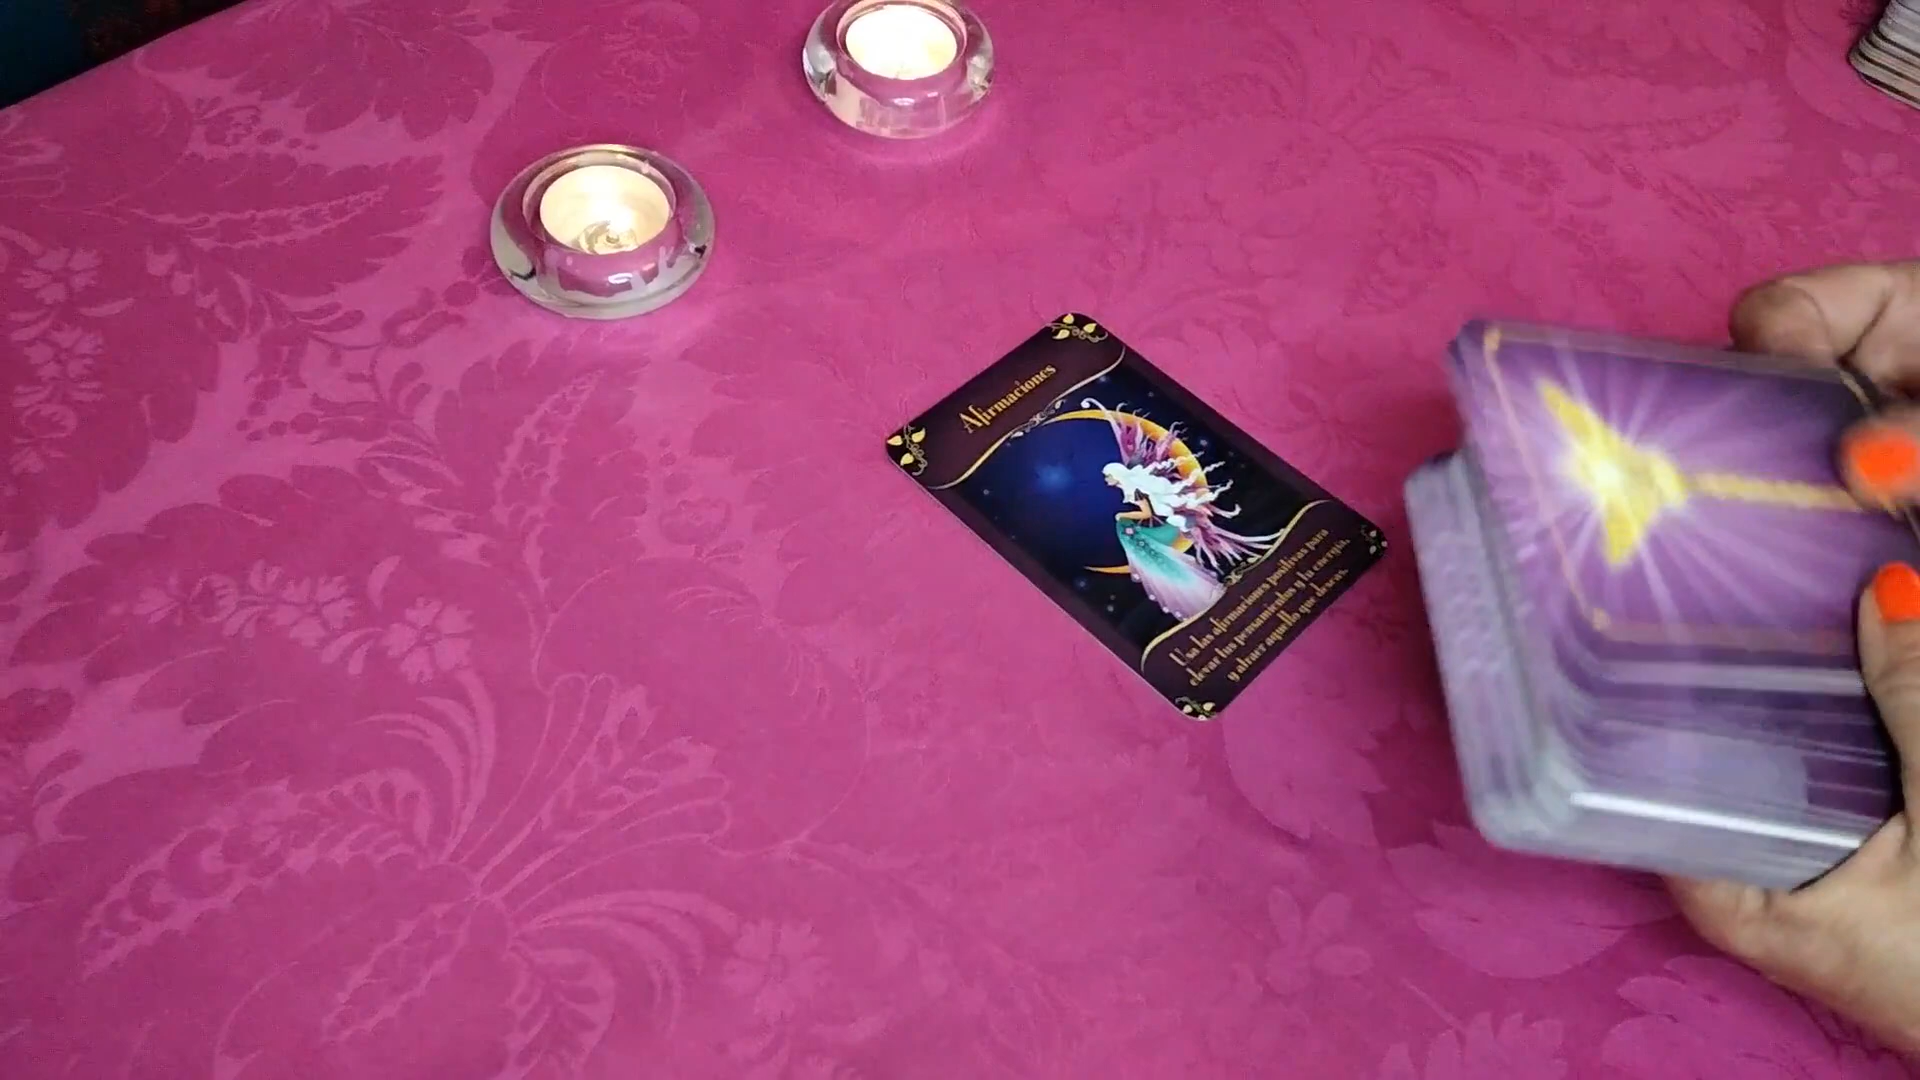 Afirmaciones
Usa las afirmaciones positivas para
elevar tus pensamientos y tu energía,
y atraer aquello que deseas.